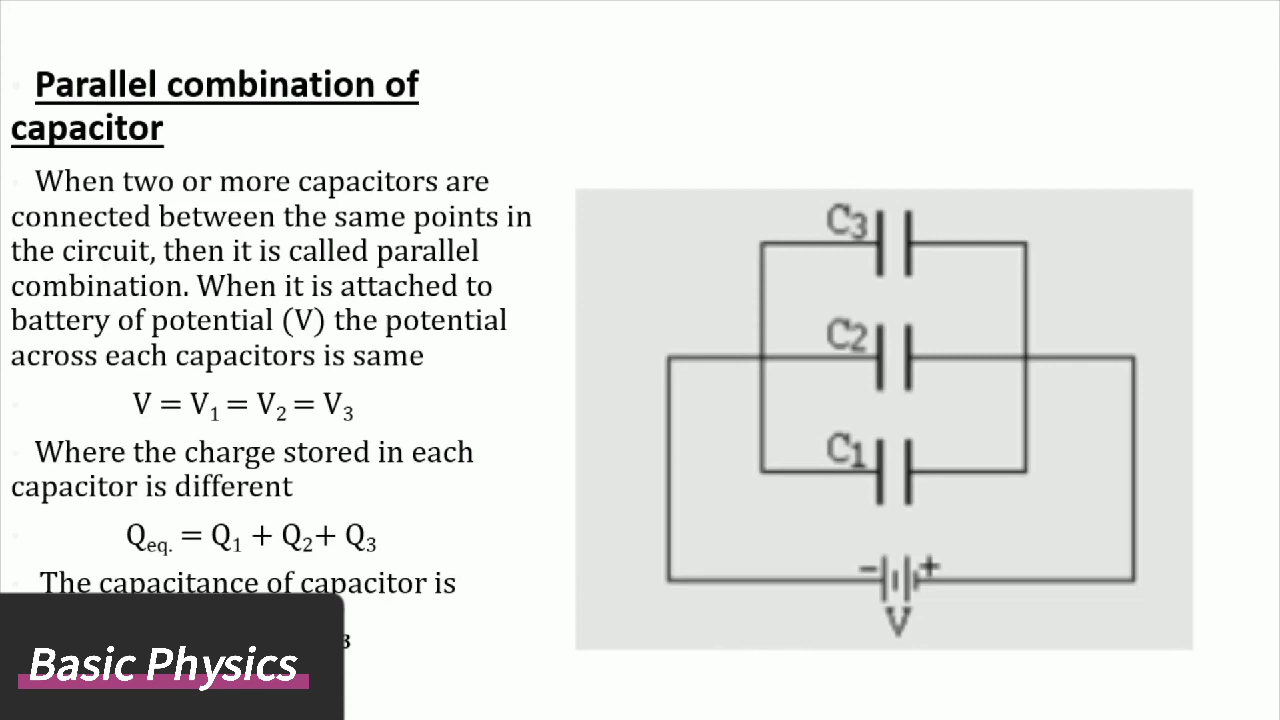 Parallel combination of
capacitor
When two or more capacitors are
connected between the same points in
the circuit, then it is called parallel
combination. When it is attached to
battery of potential (V) the potential
across each capacitors is same
V = V₁ = V₂ = V₃
Where the charge stored in each
capacitor is different
Qeq. = Q₁ + Q₂+ Q₃
The capacitance of capacitor is
Basic Physics
C3
C2
C1
- +
V